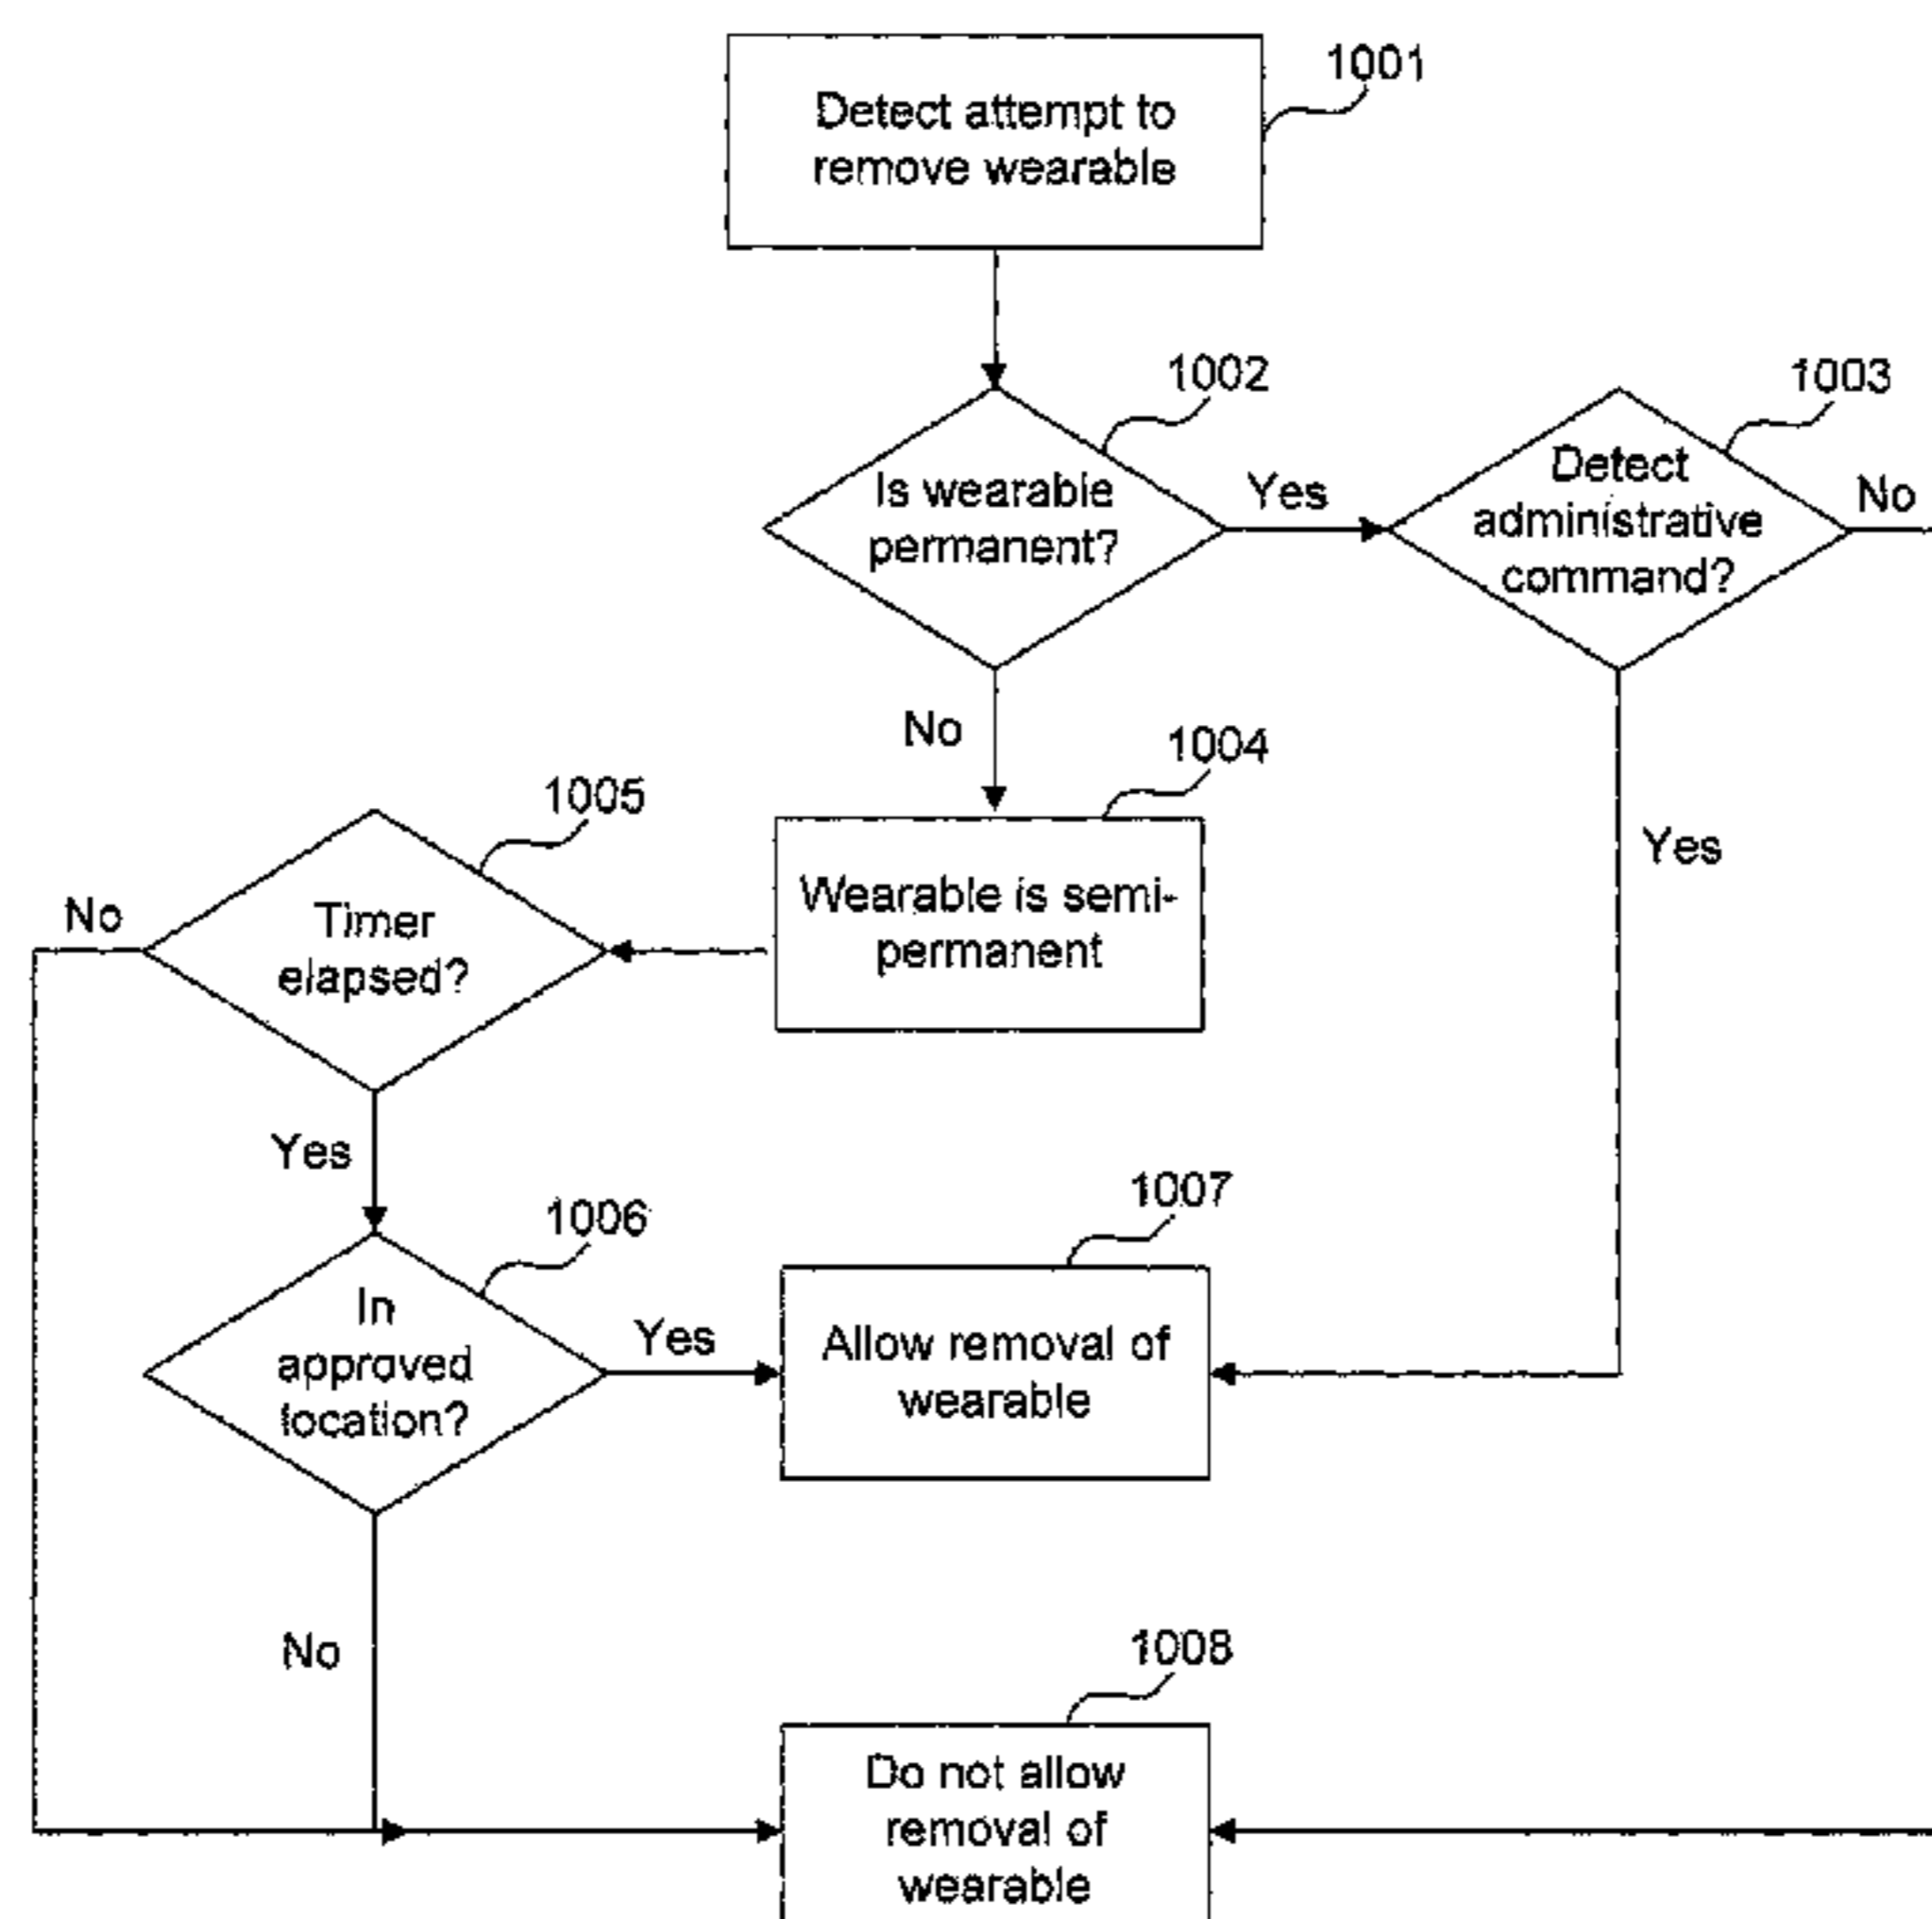 1001
Detect attempt to
remove wearable
1002
Is wearable
permanent?
Yes
1003
Detect
administrative
command?
No
No
1004
Wearable is semi-
permanent
1005
Timer
elapsed?
No
Yes
Yes
1006
In
approved
location?
Yes
1007
Allow removal of
wearable
No
1008
Do not allow
removal of
wearable